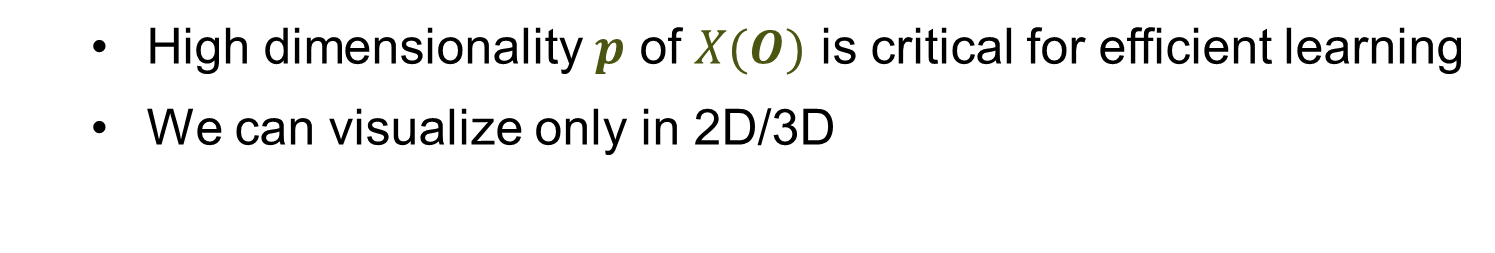 • High dimensionality p of X(O) is critical for efficient learning
• We can visualize only in 2D/3D